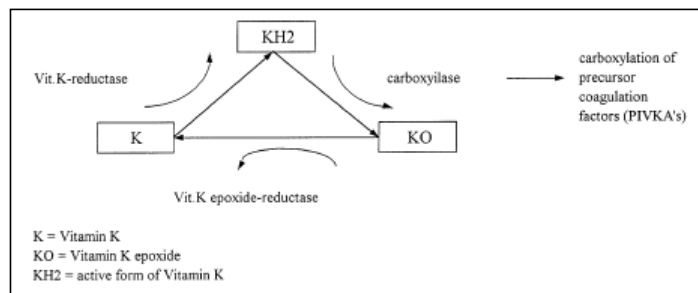 KH2
Vit.K-reductase
carboxyilase
carboxylation of
precursor
coagulation
factors (PIVKA's)
K
KO
Vit.K epoxide-reductase
K = Vitamin K
KO = Vitamin K epoxide
KH2 = active form of Vitamin K